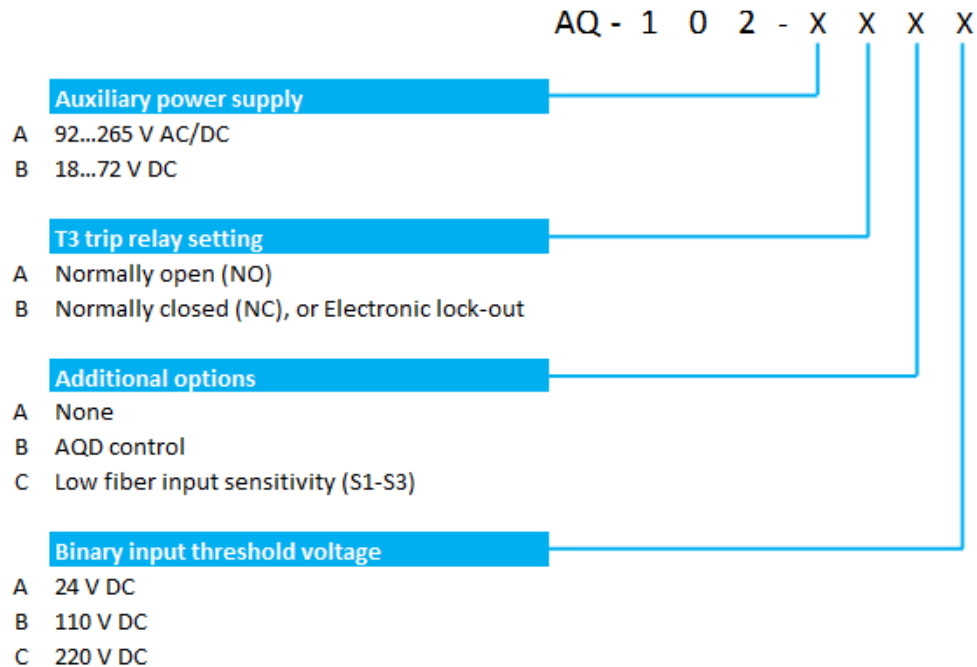 AQ - 1 0 2 - X X X X
Auxiliary power supply
A 92...265 V AC/DC
B 18...72 V DC
T3 trip relay setting
A Normally open (NO)
B Normally closed (NC), or Electronic lock-out
Additional options
A None
B AQD control
C Low fiber input sensitivity (S1-S3)
Binary input threshold voltage
A 24 V DC
B 110 V DC
C 220 V DC